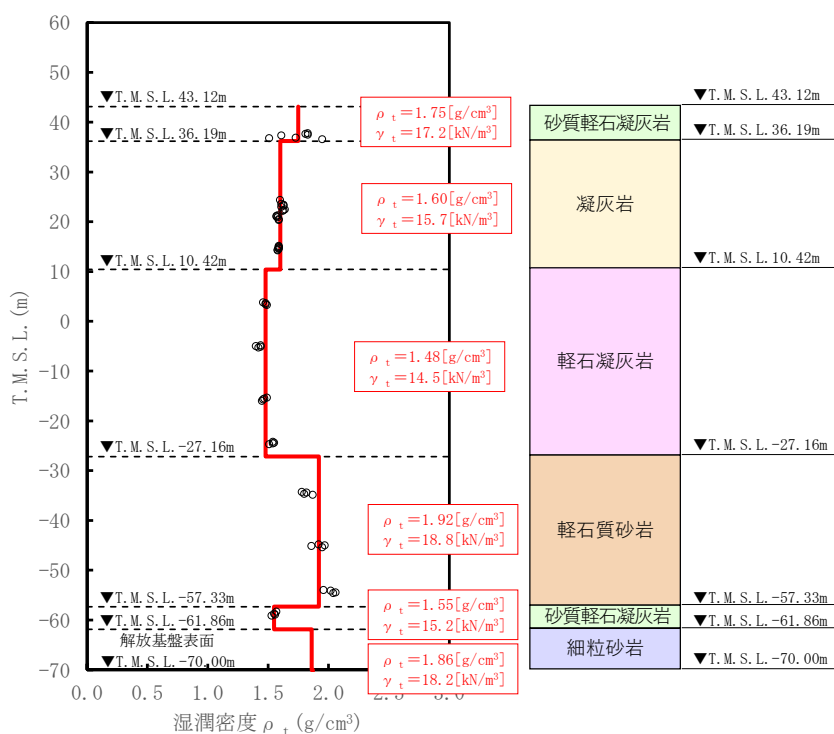 60
50
40
30
20
10
0
-10
-20
-30
-40
-50
-60
-70
T.M.S.L.(m)
0.0 0.5 1.0 1.5 2.0 3.0
湿潤密度ρt(g/cm³)
▼T.M.S.L.43.12m
▼T.M.S.L.36.19m
▼T.M.S.L.10.42m
▼T.M.S.L.-27.16m
▼T.M.S.L.-57.33m
▼T.M.S.L.-61.86m
解放基盤表面
▼T.M.S.L.-70.00m
ρt=1.75[g/cm³]
γt=17.2[kN/m³]
ρt=1.60[g/cm³]
γt=15.7[kN/m³]
ρt=1.48[g/cm³]
γt=14.5[kN/m³]
ρt=1.92[g/cm³]
γt=18.8[kN/m³]
ρt=1.55[g/cm³]
γt=15.2[kN/m³]
ρt=1.86[g/cm³]
γt=18.2[kN/m³]
砂質軽石凝灰岩
凝灰岩
軽石凝灰岩
軽石質砂岩
砂質軽石凝灰岩
細粒砂岩
▼T.M.S.L.43.12m
▼T.M.S.L.36.19m
▼T.M.S.L.10.42m
▼T.M.S.L.-27.16m
▼T.M.S.L.-57.33m
▼T.M.S.L.-61.86m
▼T.M.S.L.-70.00m